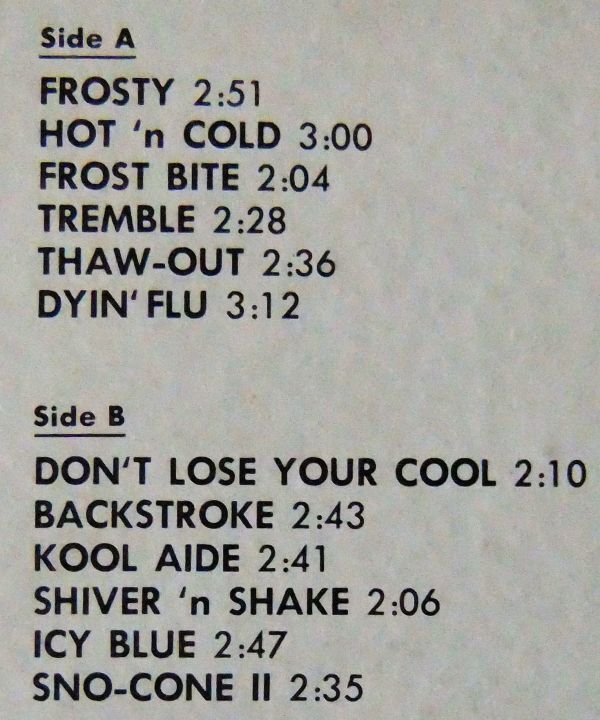 Side A
FROSTY 2:51
HOT 'n COLD 3:00
FROST BITE 2:04
TREMBLE 2:28
THAW-OUT 2:36
DYIN' FLU 3:12
Side B
DON'T LOSE YOUR COOL 2:10
BACKSTROKE 2:43
KOOL AIDE 2:41
SHIVER 'n SHAKE 2:06
ICY BLUE 2:47
SNO-CONE II 2:35